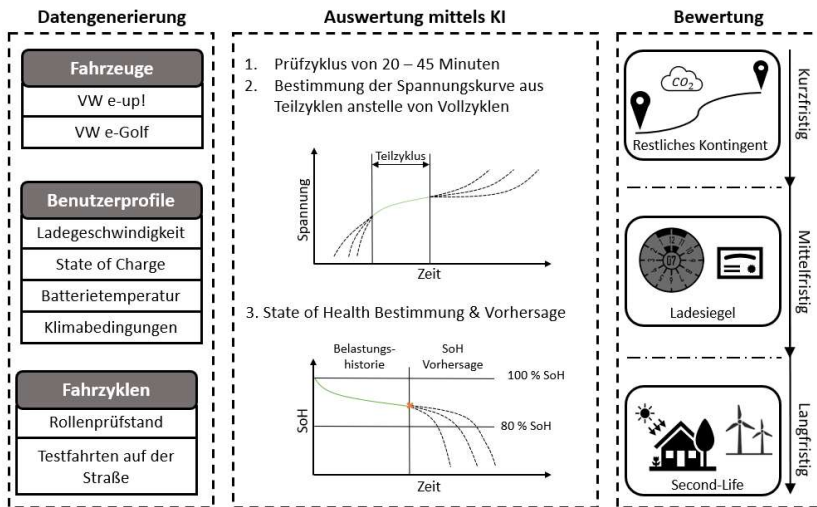 Datengenerierung
Fahrzeuge
VW e-up!
VW e-Golf
Benutzerprofile
Ladegeschwindigkeit
State of Charge
Batterietemperatur
Klimabedingungen
Fahrzyklen
Rollenprüfstand
Testfahrten auf der
Straße
Auswertung mittels KI
1. Prüfzyklus von 20 – 45 Minuten
2. Bestimmung der Spannungskurve aus
Teilzyklen anstelle von Vollzyklen
Teilzyklus
Spannung
Zeit
3. State of Health Bestimmung & Vorhersage
Belastungs-
historie
SoH
Vorhersage
100 % SoH
80 % SoH
SoH
Zeit
Bewertung
CO₂
Restliches Kontingent
Kurzfristig
07
Ladesiegel
Mittelfristig
Second-Life
Langfristig